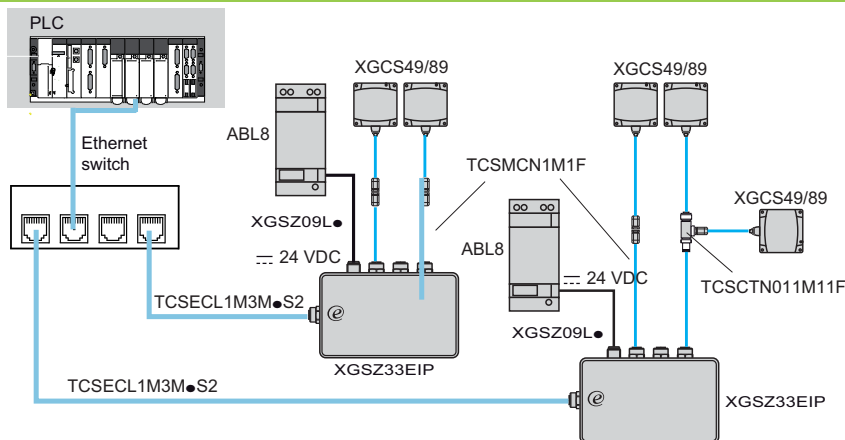 PLC
XGCS49/89
XGCS49/89
Ethernet
switch
ABL8
TCSMCN1M1F
XGCS49/89
XGSZ09L●
ABL8
24 VDC
24 VDC
TCSCTN011M11F
TCSECL1M3M●S2
e
XGSZ09L●
XGSZ33EIP
TCSECL1M3M●S2
e
XGSZ33EIP